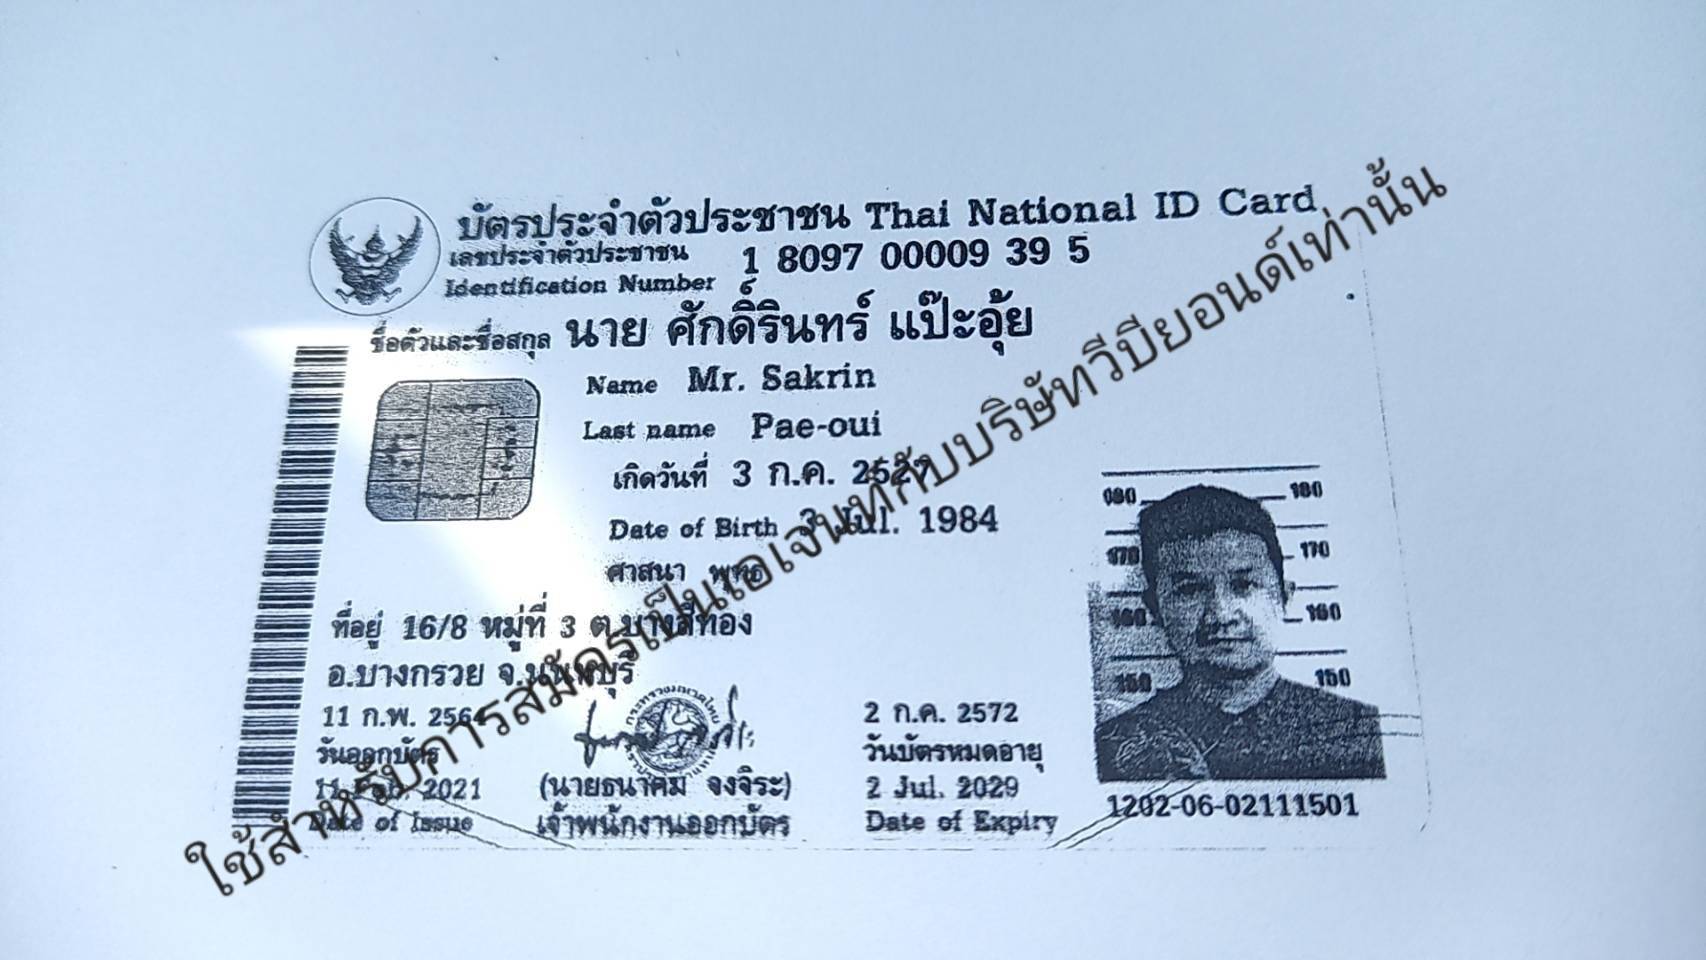 บัตรประจำตัวประชาชน Thai National ID Card
เลขประจำตัวประชาชน
Identification Number
1 8097 00009 39 5
ชื่อตัวและชื่อสกุล นาย ศักดิ์รินทร์ แป๊ะอุ้ย
Name Mr. Sakrin
Last name Pae-oui
เกิดวันที่ 3 ก.ค. 2527
Date of Birth 3 Jul. 1984
ศาสนา พุทธ
ที่อยู่ 16/8 หมู่ที่ 3 ต.บางสีทอง
อ.บางกรวย จ.นนทบุรี
11 ก.พ. 2564
วันออกบัตร
11 Feb. 2021
Date of Issue
(นายธนาคม จงจิระ)
เจ้าพนักงานออกบัตร
2 ก.ค. 2572
วันบัตรหมดอายุ
2 Jul. 2029
Date of Expiry
180 180
170 170
160 160
150 150
1202-06-02111501
ใช้สำหรับการสมัครเป็นเอเจนท์กับบริษัททวีบียอนด์เท่านั้น